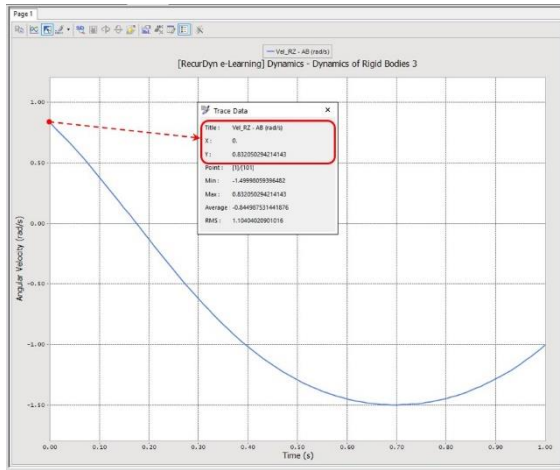 Page 1
Vel_RZ - AB (rad/s)
[RecurDyn e-Learning] Dynamics - Dynamics of Rigid Bodies 3
Trace Data
Title : Vel_RZ - AB (rad/s)
X : 0.
Y : 0.832050294214143
Point : [1]/[101]
Min : -1.49998059396482
Max : 0.832050294214143
Average -0.844987531441876
RMS : 1.10404020901016
Angular Velocity (rad/s)
1.00
0.50
0.00
-0.50
-1.00
-1.50
0.00 0.10 0.20 0.30 0.40 0.50 0.60 0.70 0.80 0.90 1.00
Time (s)